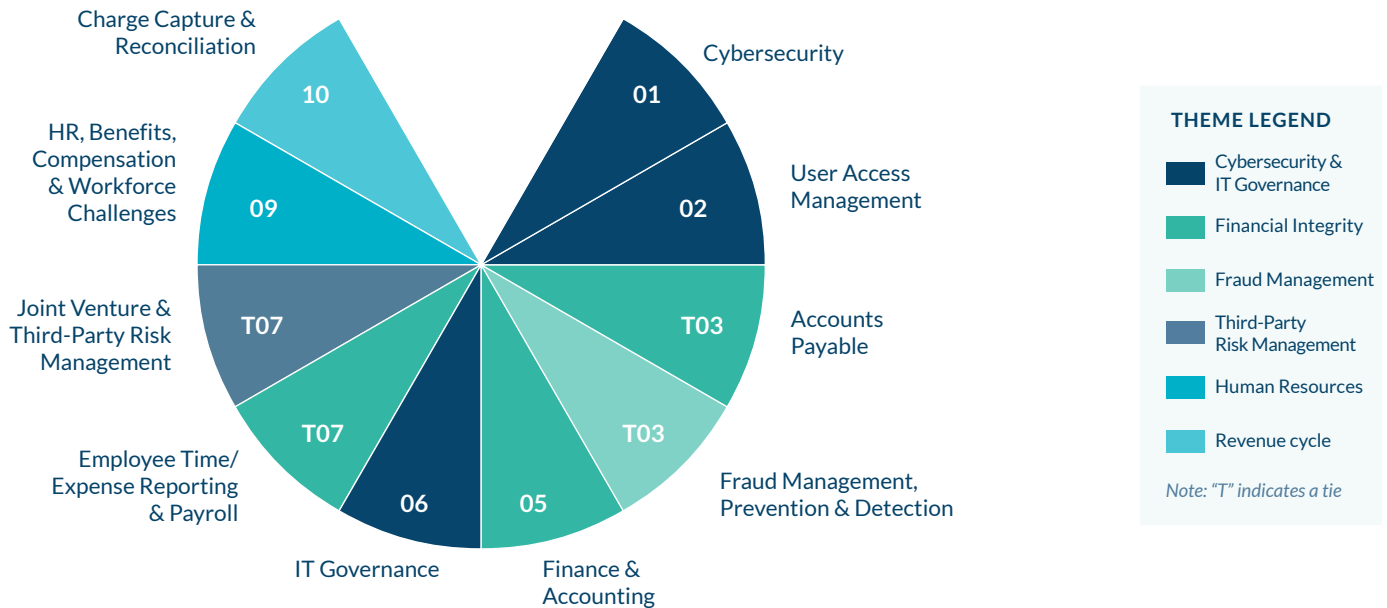 Charge Capture &
Reconciliation
10
HR, Benefits,
Compensation
& Workforce
Challenges
09
Joint Venture &
Third-Party Risk
Management
T07
Employee Time/
Expense Reporting
& Payroll
T07
IT Governance
06
Finance &
Accounting
05
Fraud Management,
Prevention & Detection
T03
Accounts
Payable
T03
User Access
Management
02
Cybersecurity
01
THEME LEGEND
Cybersecurity &
IT Governance
Financial Integrity
Fraud Management
Third-Party
Risk Management
Human Resources
Revenue cycle
Note: “T” indicates a tie